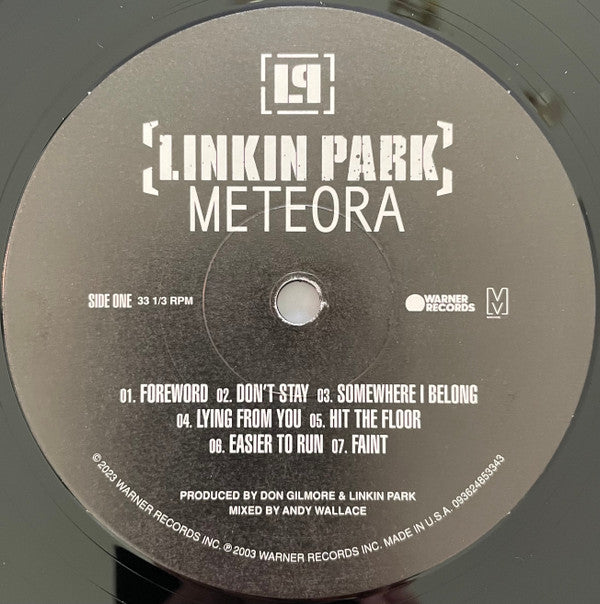 [LP]
[LINKIN PARK]
METEORA
SIDE ONE 33 1/3 RPM
WARNER RECORDS
01. FOREWORD 02. DON'T STAY 03. SOMEWHERE I BELONG
04. LYING FROM YOU 05. HIT THE FLOOR
06. EASIER TO RUN 07. FAINT
PRODUCED BY DON GILMORE & LINKIN PARK
MIXED BY ANDY WALLACE
© 2023 WARNER RECORDS INC. ℗ 2003 WARNER RECORDS INC. MADE IN U.S.A. 093624853343